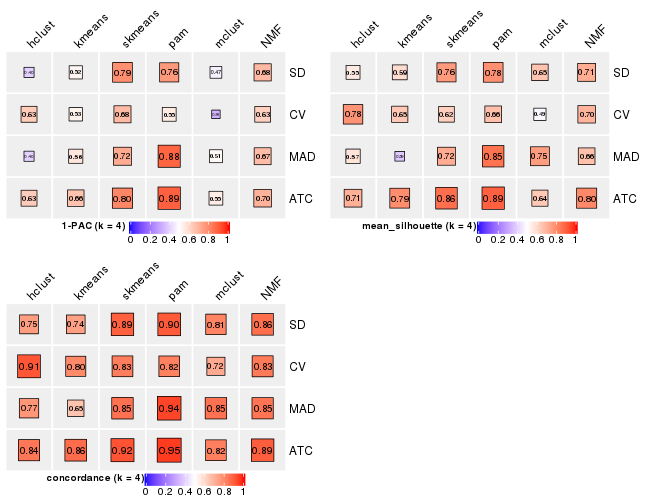 hclust kmeans skmeans pam mclust NMF
0.52 0.79 0.76 0.47 0.68 SD
0.63 0.53 0.68 0.55 0.63 CV
0.56 0.72 0.88 0.51 0.67 MAD
0.63 0.66 0.80 0.89 0.55 0.70 ATC
1-PAC (k = 4)
0 0.2 0.4 0.6 0.8 1
hclust kmeans skmeans pam mclust NMF
0.55 0.59 0.76 0.78 0.65 0.71 SD
0.78 0.65 0.62 0.66 0.49 0.70 CV
0.57 0.72 0.85 0.75 0.66 MAD
0.71 0.79 0.86 0.89 0.64 0.80 ATC
mean_silhouette (k = 4)
0 0.2 0.4 0.6 0.8 1
hclust kmeans skmeans pam mclust NMF
0.75 0.74 0.89 0.90 0.81 0.86 SD
0.91 0.80 0.83 0.82 0.72 0.83 CV
0.77 0.65 0.85 0.94 0.85 0.85 MAD
0.84 0.86 0.92 0.95 0.82 0.89 ATC
concordance (k = 4)
0 0.2 0.4 0.6 0.8 1